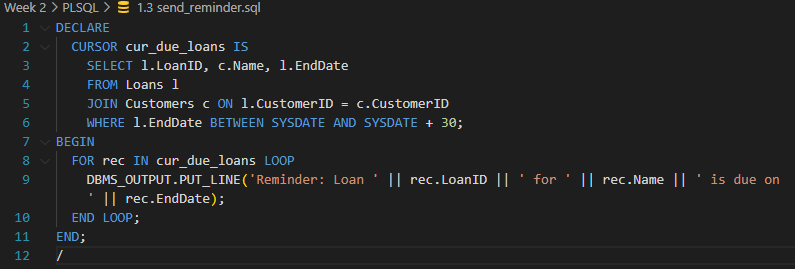 Week 2 > PLSQL > 1.3 send_reminder.sql
1 DECLARE
2   CURSOR cur_due_loans IS
3     SELECT l.LoanID, c.Name, l.EndDate
4     FROM Loans l
5     JOIN Customers c ON l.CustomerID = c.CustomerID
6     WHERE l.EndDate BETWEEN SYSDATE AND SYSDATE + 30;
7 BEGIN
8   FOR rec IN cur_due_loans LOOP
9     DBMS_OUTPUT.PUT_LINE('Reminder: Loan ' || rec.LoanID || ' for ' || rec.Name || ' is due on
' || rec.EndDate);
10   END LOOP;
11 END;
12 /